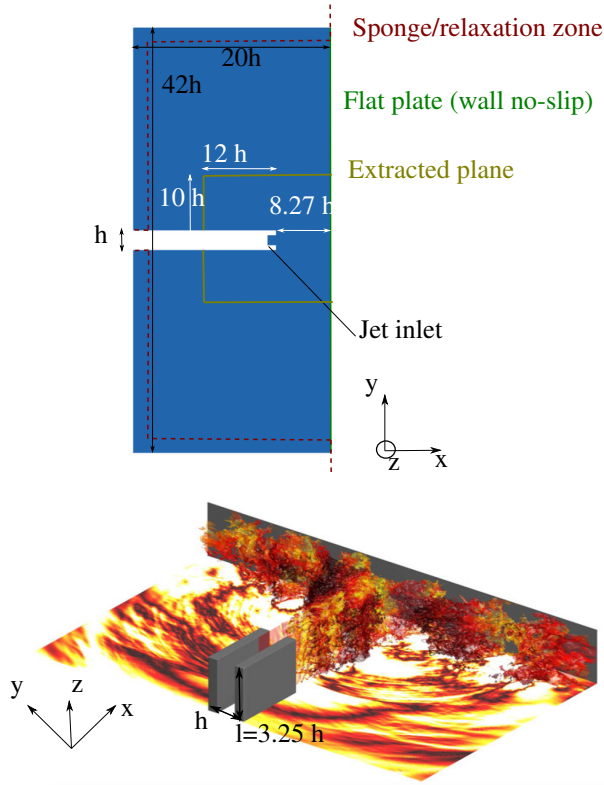 Sponge/relaxation zone
20h
42h
Flat plate (wall no-slip)
12 h
Extracted plane
10 h
8.27 h
h
Jet inlet
y
z
x
y
z
x
h
l=3.25 h